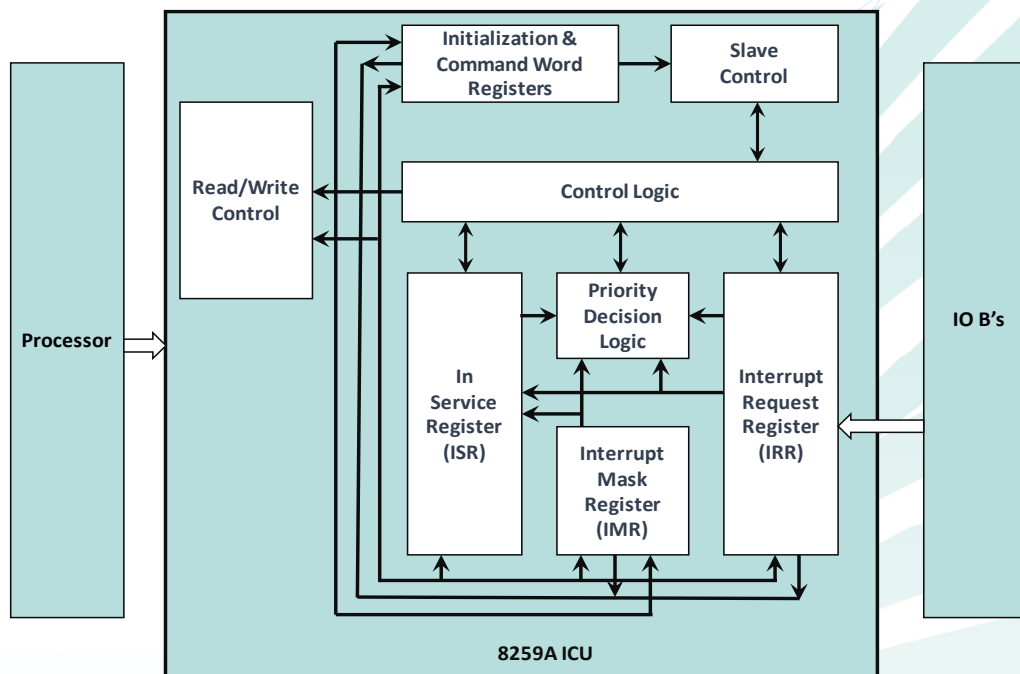 Initialization &
Command Word
Registers
Slave
Control
Read/Write
Control
Control Logic
Processor
Priority
Decision
Logic
IO B's
In
Service
Register
(ISR)
Interrupt
Request
Register
(IRR)
Interrupt
Mask
Register
(IMR)
8259A ICU